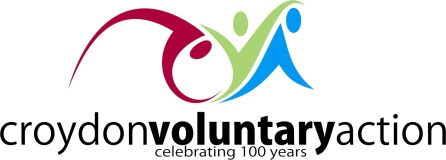 croydonvoluntaryaction
celebrating 100 years